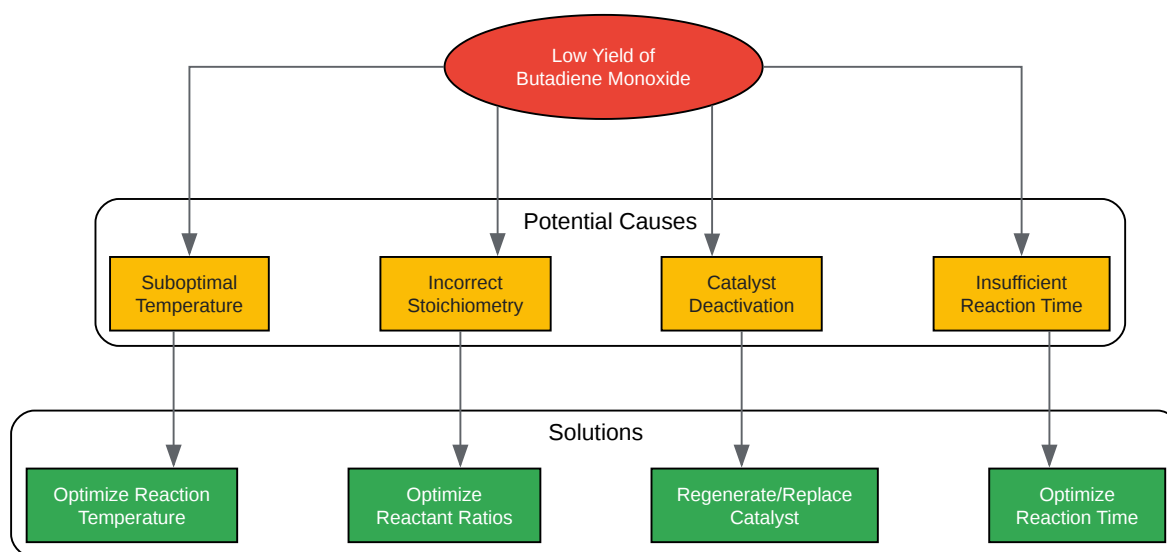 Low Yield of
Butadiene Monoxide
Potential Causes
Suboptimal
Temperature
Incorrect
Stoichiometry
Catalyst
Deactivation
Insufficient
Reaction Time
Solutions
Optimize Reaction
Temperature
Optimize
Reactant Ratios
Regenerate/Replace
Catalyst
Optimize
Reaction Time